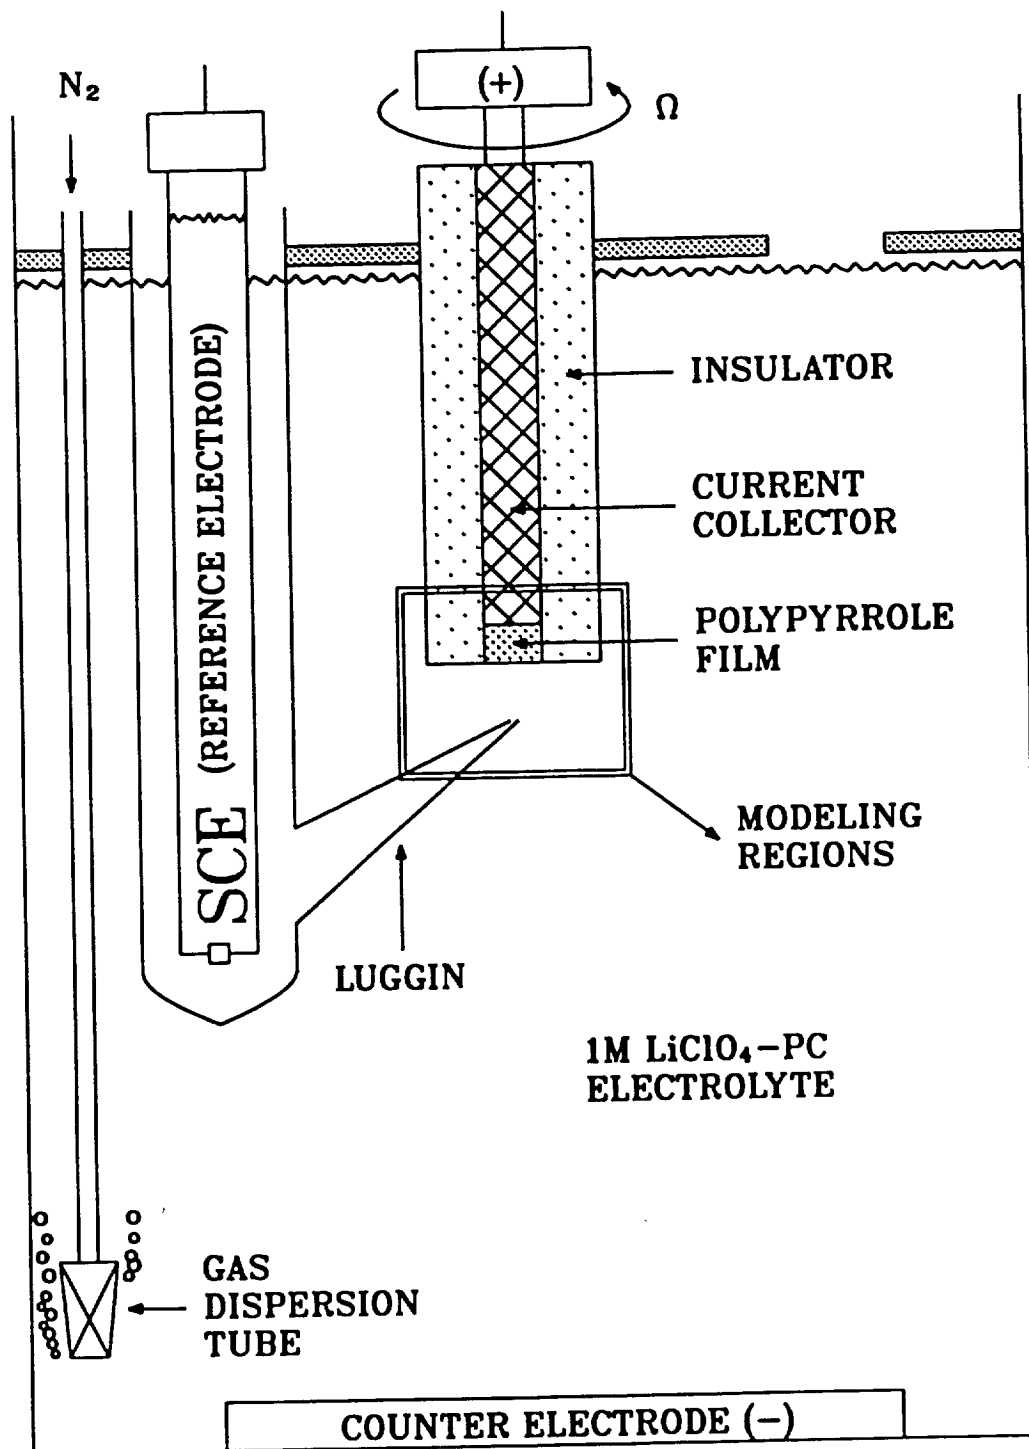 N₂
(+)
Ω
INSULATOR
SCE (REFERENCE ELECTRODE)
CURRENT
COLLECTOR
POLYPYRROLE
FILM
MODELING
REGIONS
LUGGIN
1M LiClO₄-PC
ELECTROLYTE
GAS
DISPERSION
TUBE
COUNTER ELECTRODE (-)